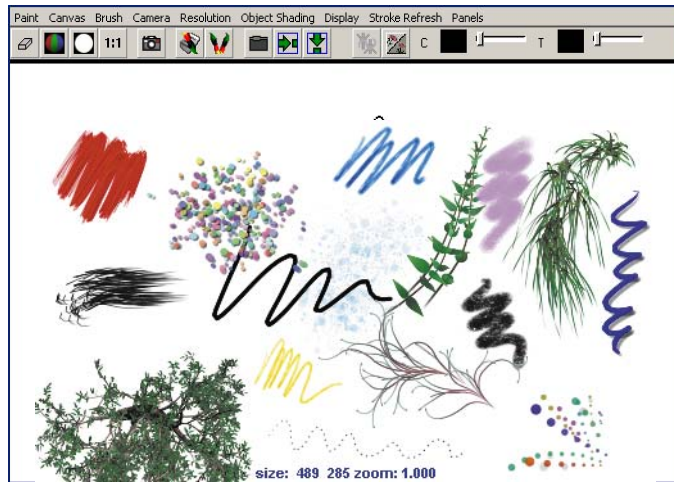 Paint Canvas Brush Camera Resolution Object Shading Display Stroke Refresh Panels
1:1 C T
size: 489 285 zoom: 1.000